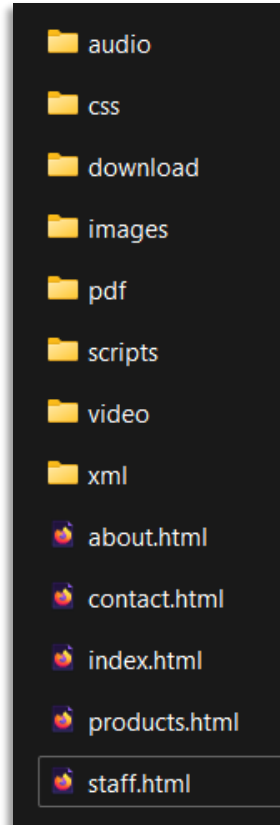 audio
css
download
images
pdf
scripts
video
xml
about.html
contact.html
index.html
products.html
staff.html